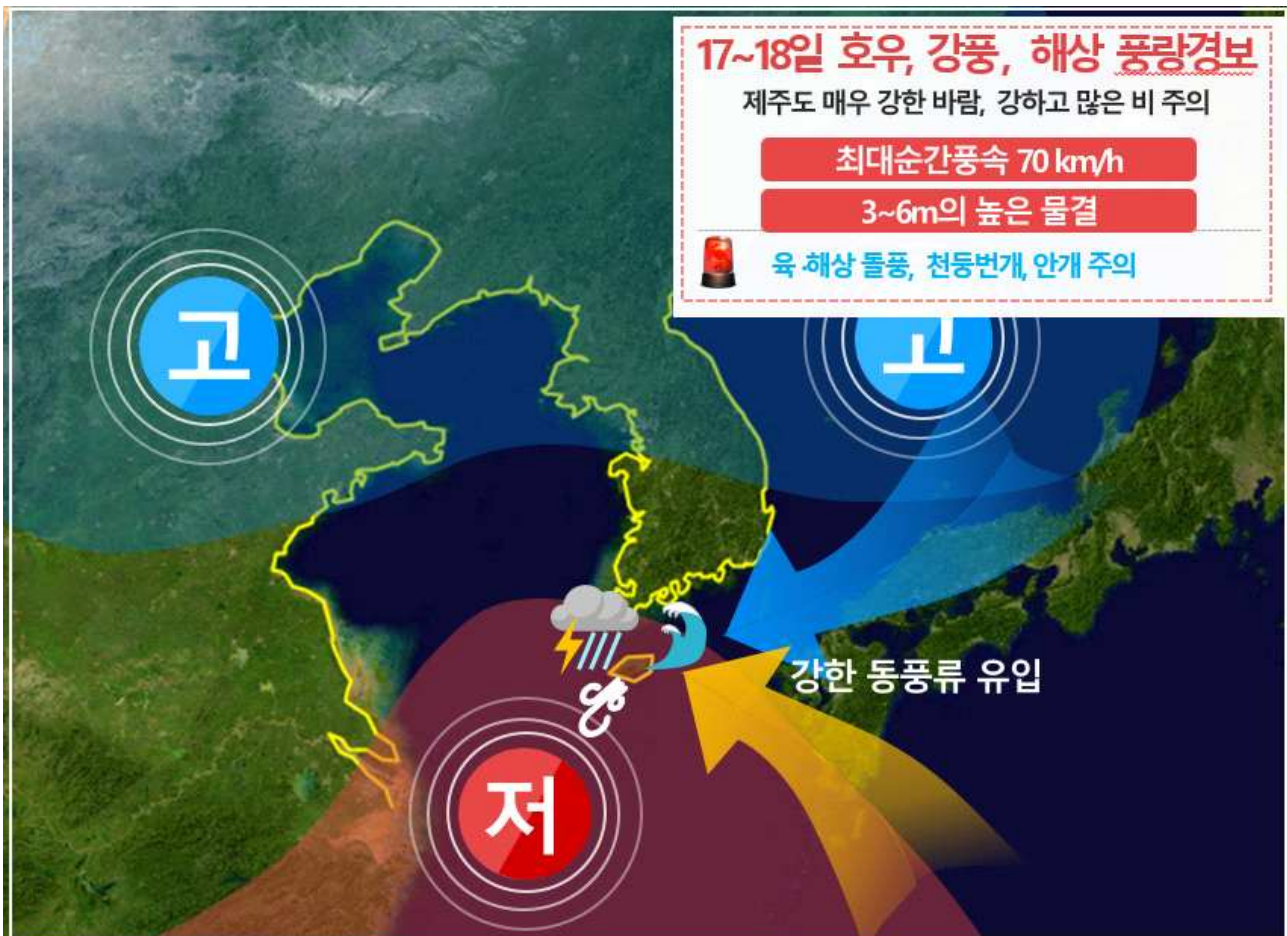 17~18일 호우, 강풍, 해상 풍랑경보
제주도 매우 강한 바람, 강하고 많은 비 주의
최대순간풍속 70 km/h
3~6m의 높은 물결
육·해상 돌풍, 천둥번개, 안개 주의
고
고
강한 동풍류 유입
저